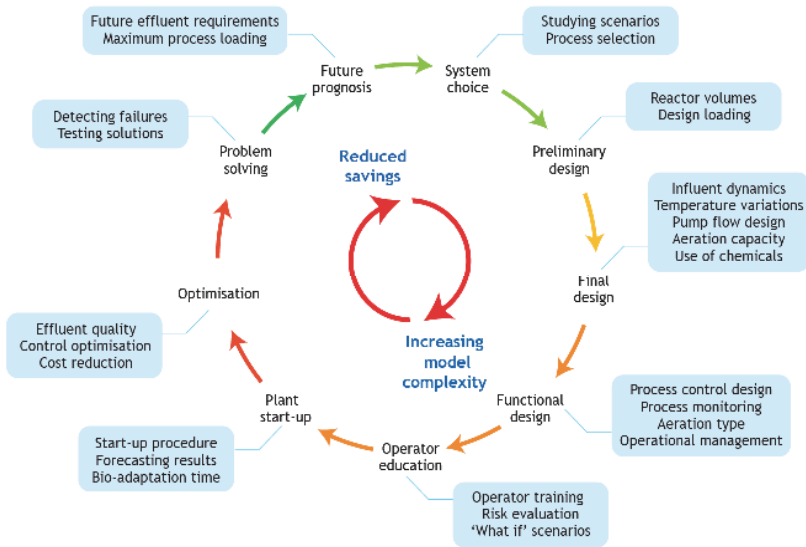 Future effluent requirements
Maximum process loading
Future
prognosis
Studying scenarios
Process selection
System
choice
Reactor volumes
Design loading
Preliminary
design
Influent dynamics
Temperature variations
Pump flow design
Aeration capacity
Use of chemicals
Final
design
Process control design
Process monitoring
Aeration type
Operational management
Functional
design
Operator training
Risk evaluation
‘What if’ scenarios
Operator
education
Start-up procedure
Forecasting results
Bio-adaptation time
Plant
start-up
Effluent quality
Control optimisation
Cost reduction
Optimisation
Detecting failures
Testing solutions
Problem
solving
Reduced
savings
Increasing
model
complexity